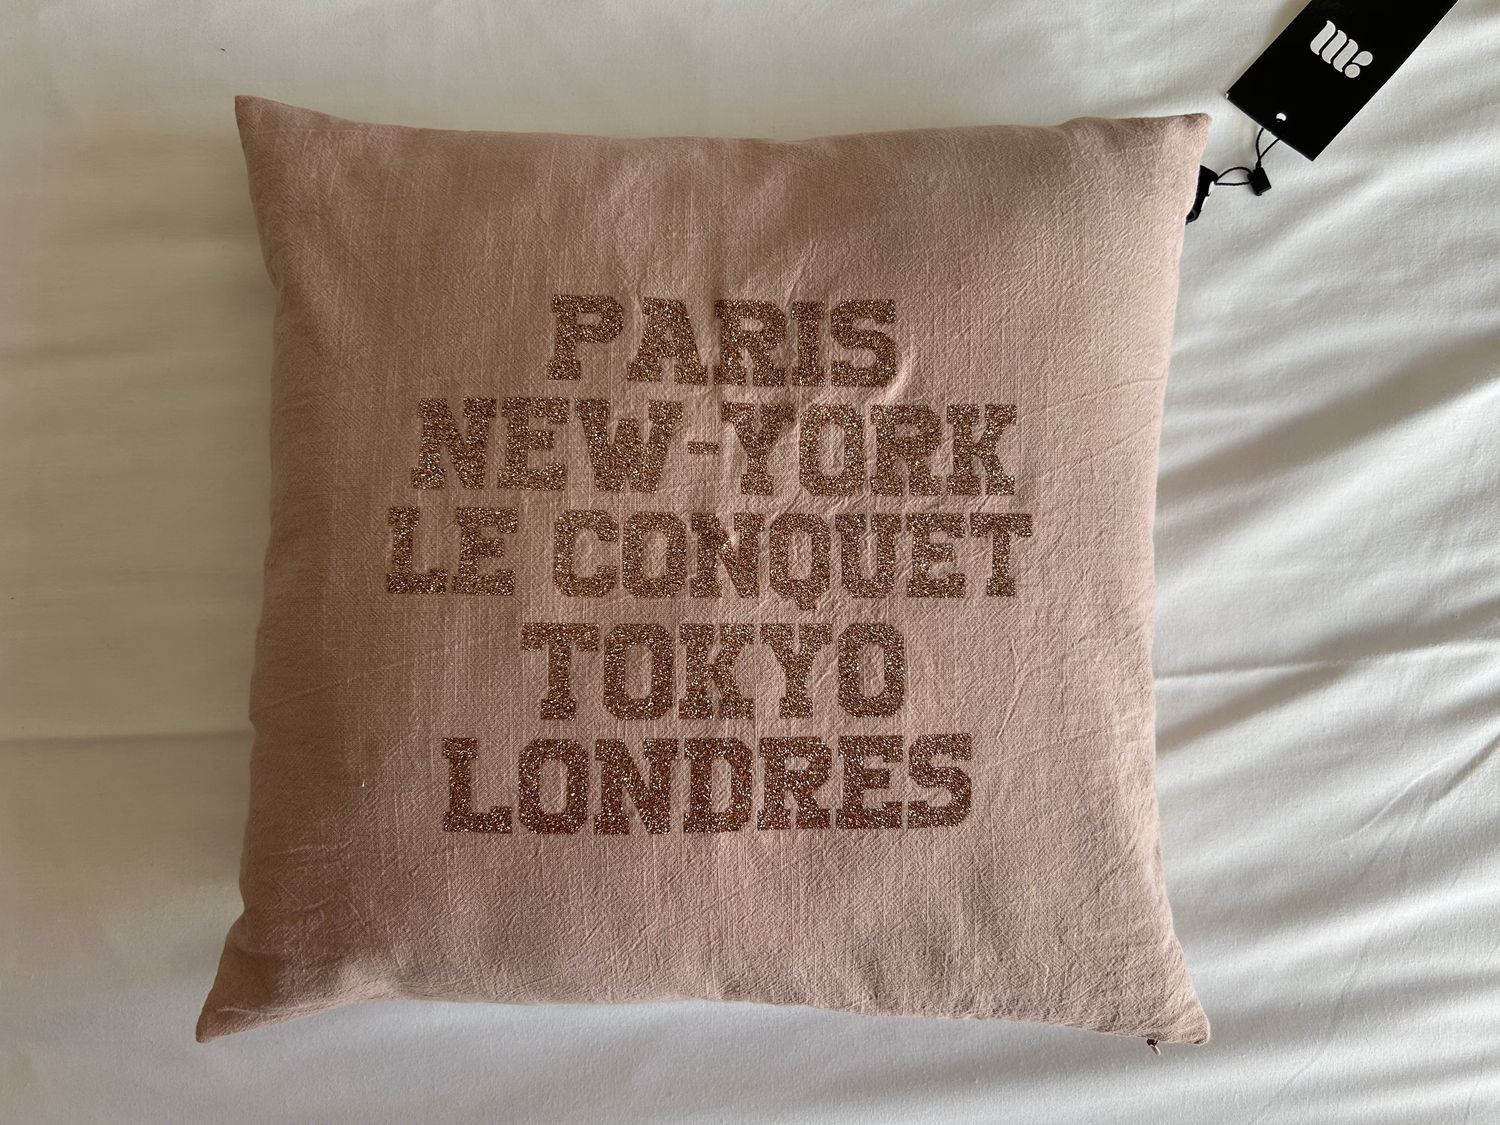 PARIS
NEW-YORK
LE CONQUET
TOKYO
LONDRES